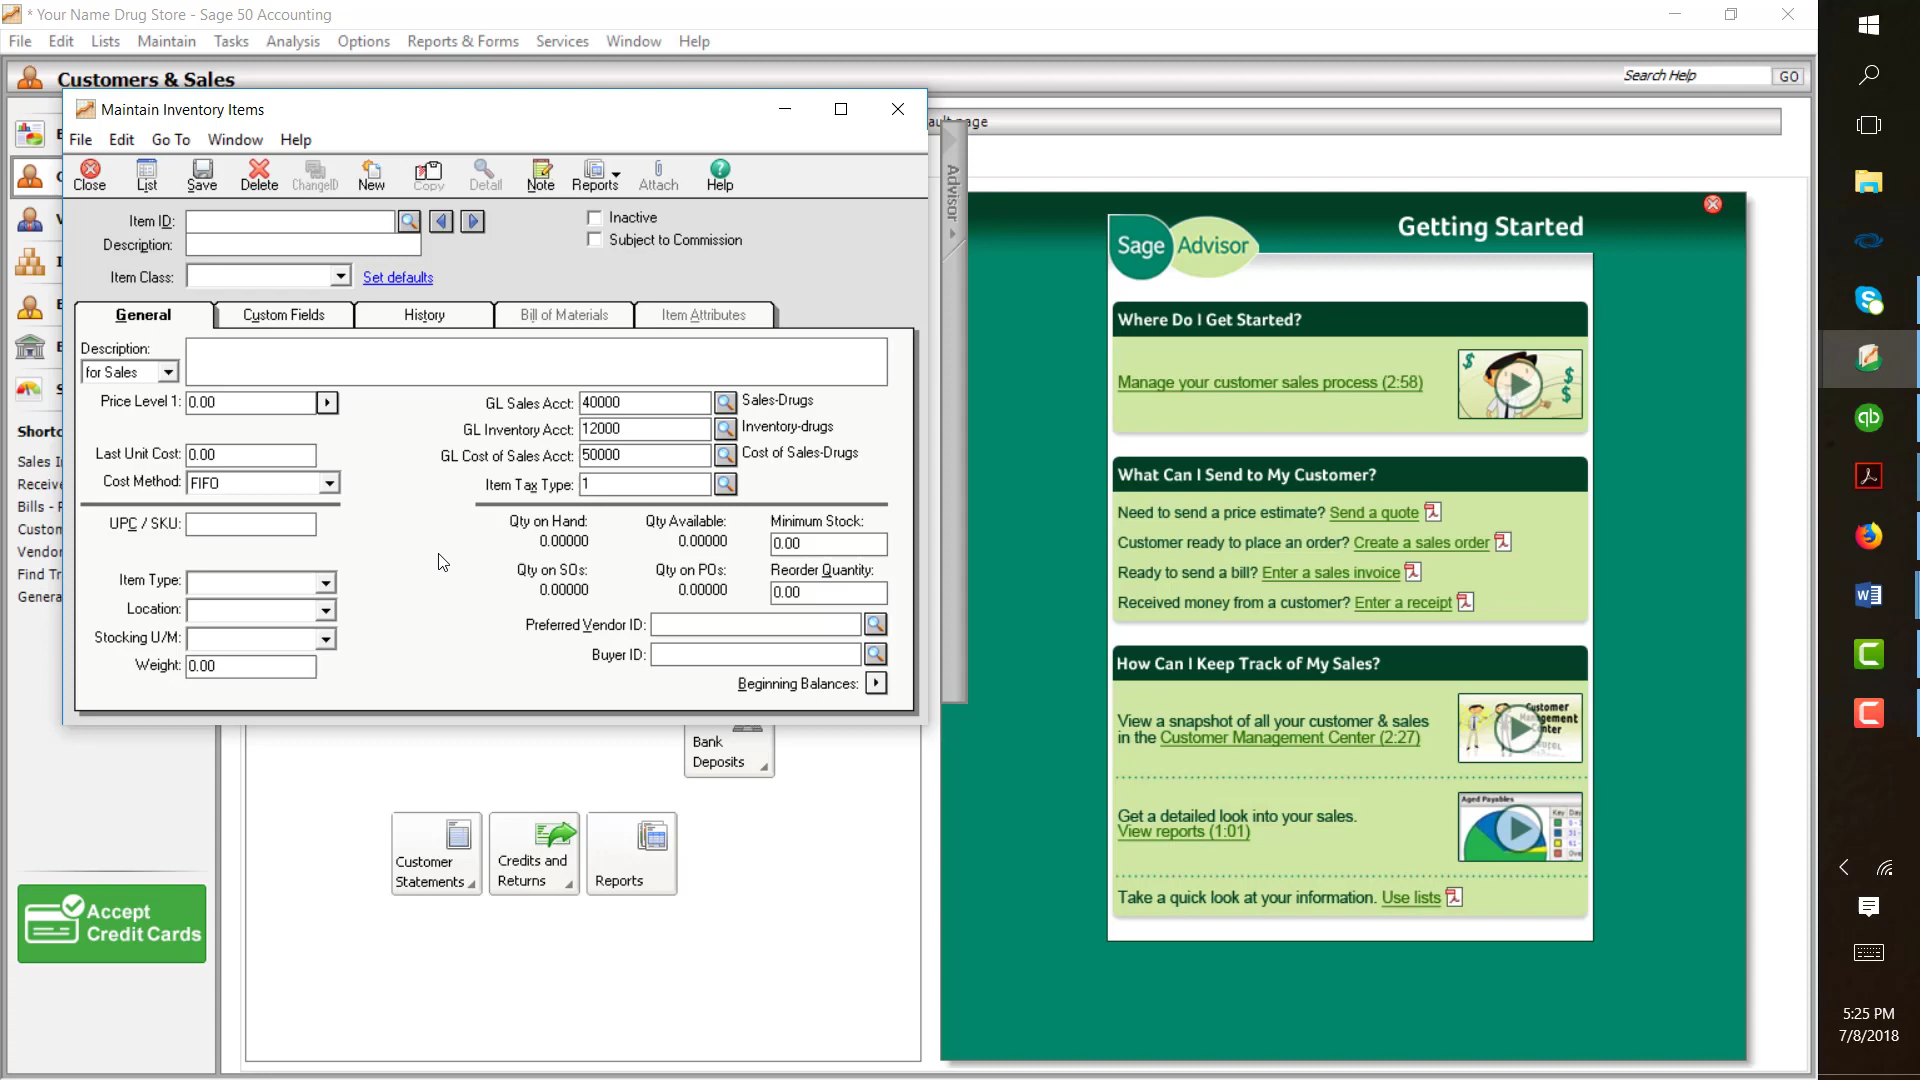 * Your Name Drug Store - Sage 50 Accounting
File Edit Lists Maintain Tasks Analysis Options Reports & Forms Services Window Help
Customers & Sales
Search Help
GO
Maintain Inventory Items
File Edit Go To Window Help
Close List Save Delete ChangeID New Copy Detail Note Reports Attach Help
Item ID:
Description:
Item Class:
Set defaults
Inactive
Subject to Commission
General Custom Fields History Bill of Materials Item Attributes
Description:
for Sales
Price Level 1: 0.00
Last Unit Cost: 0.00
Cost Method: FIFO
UPC / SKU:
Item Type:
Location:
Stocking U/M:
Weight: 0.00
GL Sales Acct: 40000 Sales-Drugs
GL Inventory Acct: 12000 Inventory-drugs
GL Cost of Sales Acct: 50000 Cost of Sales-Drugs
Item Tax Type: 1
Qty on Hand: Qty Available: Minimum Stock:
0.00000 0.00000 0.00
Qty on SOs: Qty on POs: Reorder Quantity:
0.00000 0.00000 0.00
Preferred Vendor ID:
Buyer ID:
Beginning Balances:
Sales I
Receive
Bills - F
Custom
Vendo
Find Tr
Genera
Bank
Deposits
Customer
Statements
Credits and
Returns
Reports
Accept
Credit Cards
Advisor
Sage Advisor
Getting Started
Where Do I Get Started?
Manage your customer sales process (2:58)
What Can I Send to My Customer?
Need to send a price estimate? Send a quote
Customer ready to place an order? Create a sales order
Ready to send a bill? Enter a sales invoice
Received money from a customer? Enter a receipt
How Can I Keep Track of My Sales?
View a snapshot of all your customer & sales
in the Customer Management Center (2:27)
Get a detailed look into your sales.
View reports (1:01)
Aged Payables
Take a quick look at your information. Use lists
qb
5:25 PM
7/8/2018